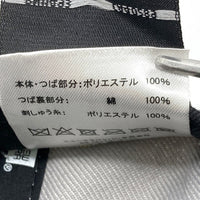 本体・つば部分：ポリエステル 100%
つば裏部分： 綿 100%
刺しゅう糸： ポリエステル 100%